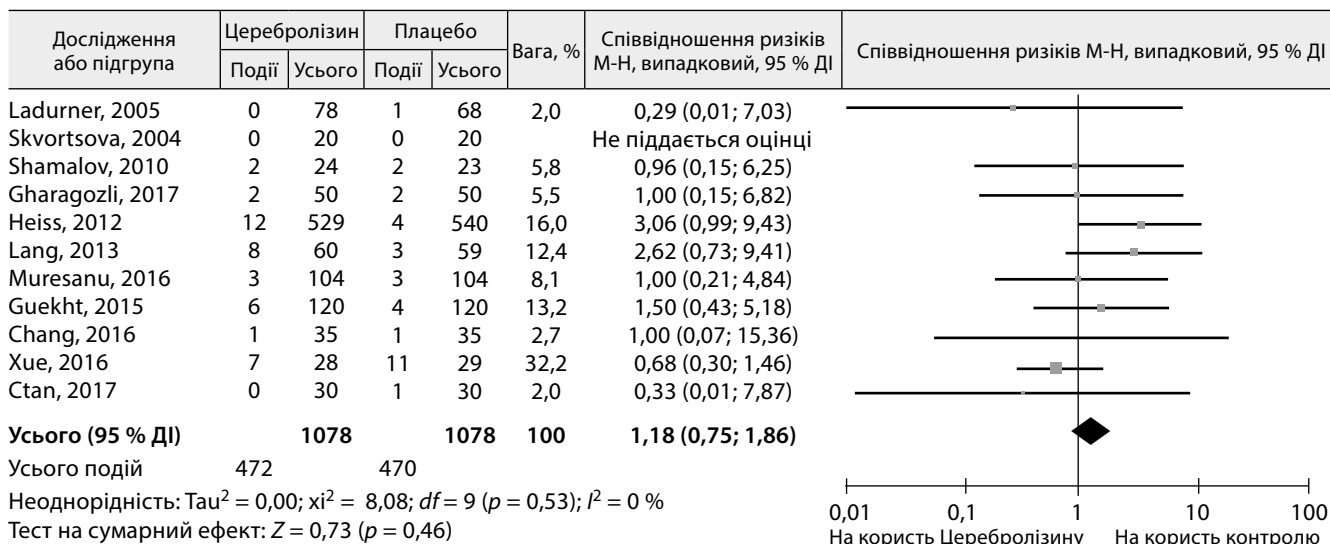 Дослідження або підгрупа Церебролізин Плацебо Вага, % Співвідношення ризиків М-Н, випадковий, 95 % ДІ Співвідношення ризиків М-Н, випадковий, 95 % ДІ
Події Усього Події Усього
Ladurner, 2005 0 78 1 68 2,0 0,29 (0,01; 7,03)
Skvortsova, 2004 0 20 0 20 Не піддається оцінці
Shamalov, 2010 2 24 2 23 5,8 0,96 (0,15; 6,25)
Gharagozli, 2017 2 50 2 50 5,5 1,00 (0,15; 6,82)
Heiss, 2012 12 529 4 540 16,0 3,06 (0,99; 9,43)
Lang, 2013 8 60 3 59 12,4 2,62 (0,73; 9,41)
Muresanu, 2016 3 104 3 104 8,1 1,00 (0,21; 4,84)
Guekht, 2015 6 120 4 120 13,2 1,50 (0,43; 5,18)
Chang, 2016 1 35 1 35 2,7 1,00 (0,07; 15,36)
Xue, 2016 7 28 11 29 32,2 0,68 (0,30; 1,46)
Ctan, 2017 0 30 1 30 2,0 0,33 (0,01; 7,87)
Усього (95 % ДІ) 1078 1078 100 1,18 (0,75; 1,86)
Усього подій 472 470
Неоднорідність: Tau² = 0,00; xi² = 8,08; df = 9 (p = 0,53); I² = 0 %
Тест на сумарний ефект: Z = 0,73 (p = 0,46)
0,01 0,1 1 10 100
На користь Церебролізину На користь контролю